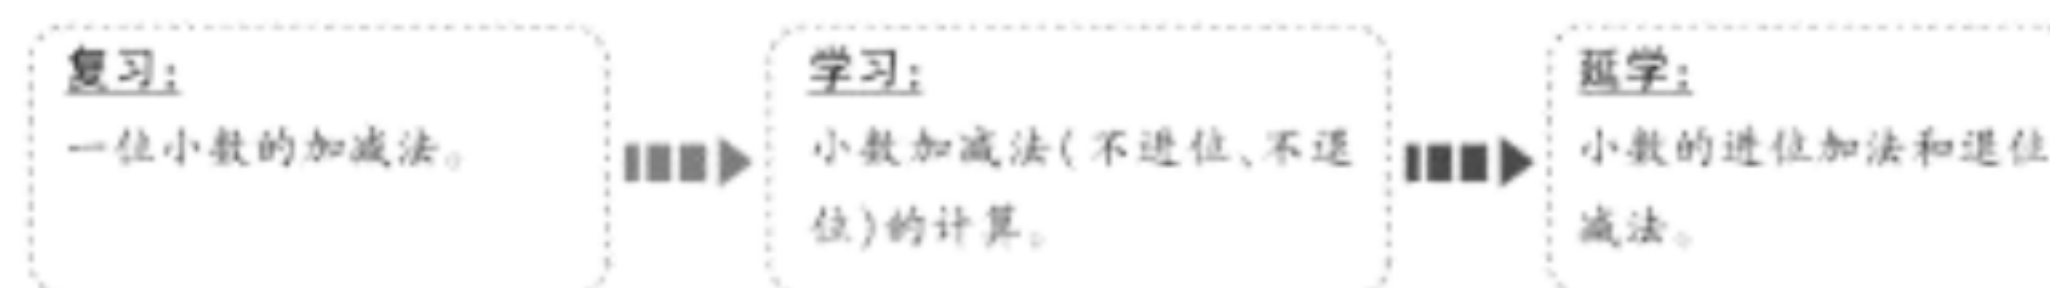 复习:
一位小数的加减法。
学习:
小数加减法(不进位、不退
位)的计算。
延学:
小数的进位加法和退位
减法。